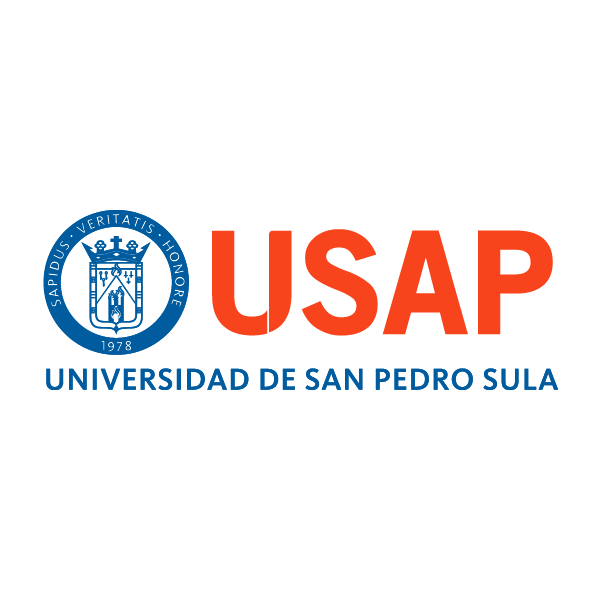 SAPIDUS · VERITATIS · HONORE
1978
USAP
UNIVERSIDAD DE SAN PEDRO SULA